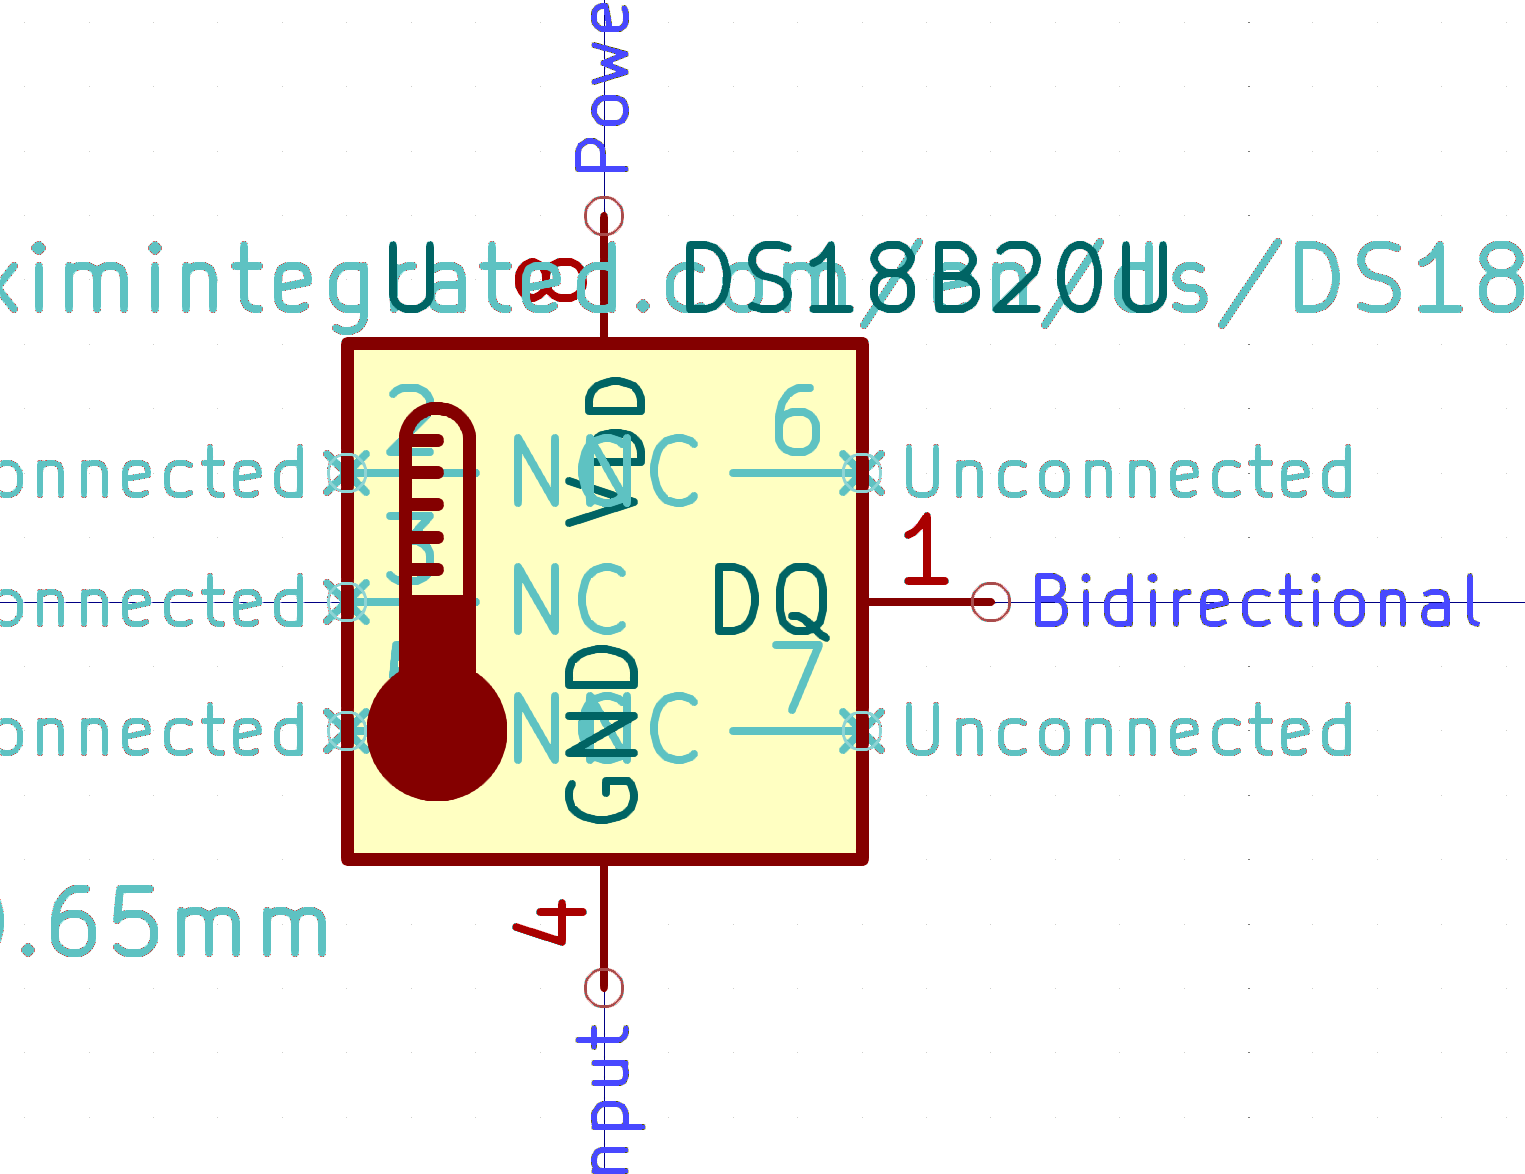 Powe
8
ximintegrated.com/en/ds/DS18
U
DS18B20U
VDD
2
NC
NC
6
onnected
Unconnected
3
NC
DQ
1
onnected
Bidirectional
5
NC
NC
7
onnected
Unconnected
GND
4
0.65mm
nput